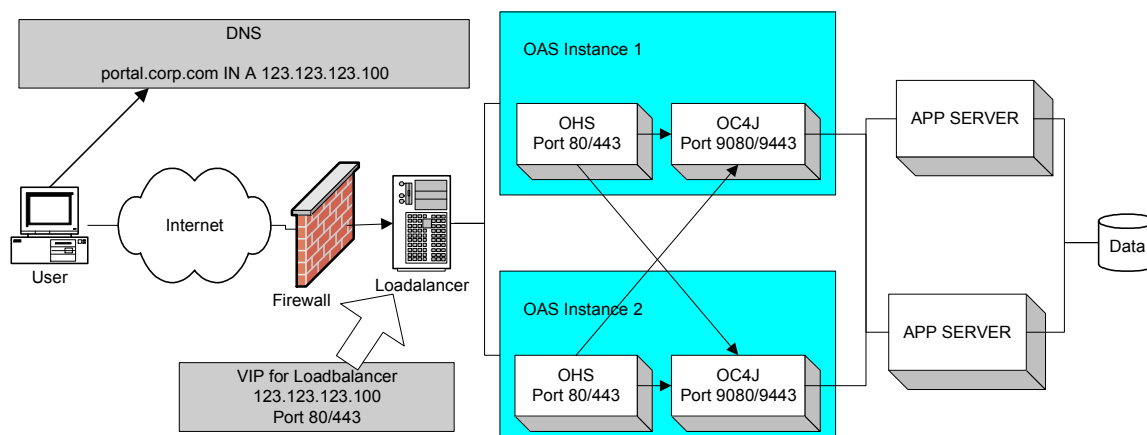 DNS
portal.corp.com IN A 123.123.123.100
User
Internet
Firewall
Loadalancer
VIP for Loadbalancer
123.123.123.100
Port 80/443
OAS Instance 1
OHS
Port 80/443
OC4J
Port 9080/9443
OAS Instance 2
OHS
Port 80/443
OC4J
Port 9080/9443
APP SERVER
APP SERVER
Data